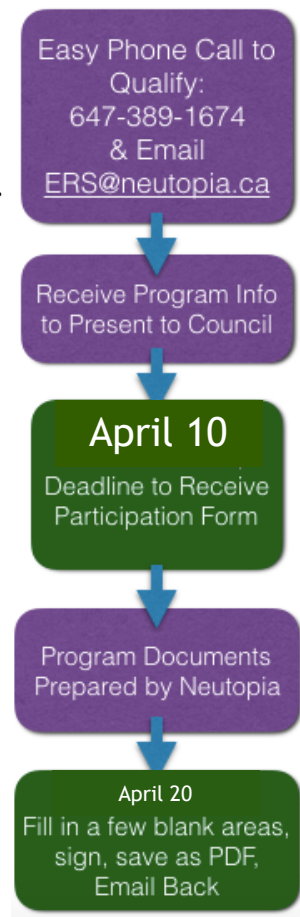 Easy Phone Call to
Qualify:
647-389-1674
& Email
ERS@neutopia.ca
Receive Program Info
to Present to Council
April 10
Deadline to Receive
Participation Form
Program Documents
Prepared by Neutopia
April 20
Fill in a few blank areas,
sign, save as PDF,
Email Back